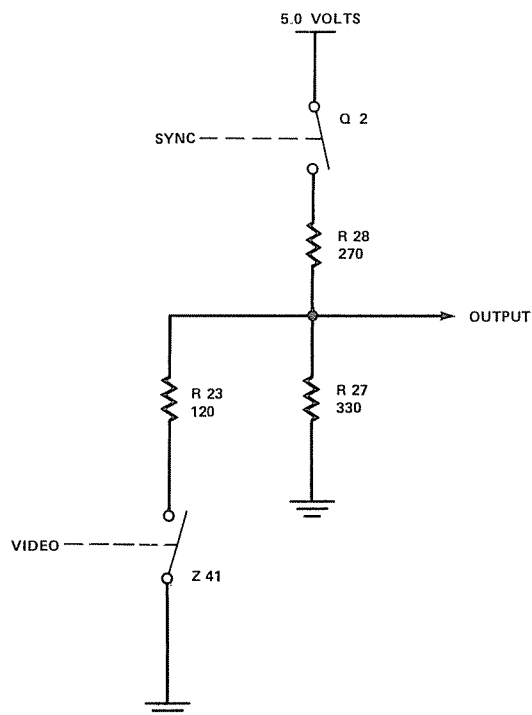 5.0 VOLTS
Q 2
SYNC
R 28
270
OUTPUT
R 23
120
R 27
330
VIDEO
Z 41